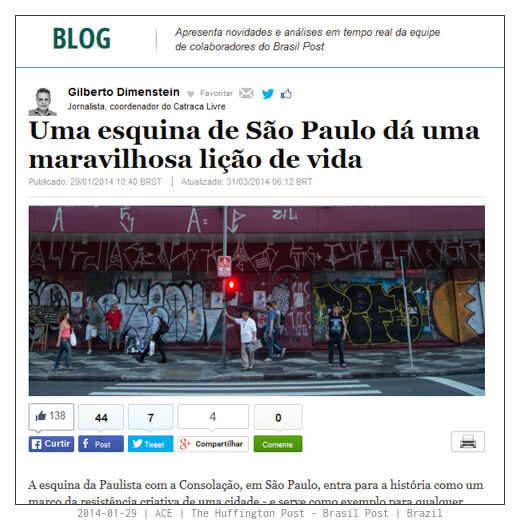 BLOG
Apresenta novidades e análises em tempo real da equipe
de colaboradores do Brasil Post
Gilberto Dimenstein Favoritar
Jornalista, coordenador do Catraca Livre
Uma esquina de São Paulo dá uma
maravilhosa lição de vida
Publicado: 29/01/2014 10:40 BRST | Atualizado: 31/03/2014 06:12 BRT
138 44 7 4 0
Curtir Post Tweet Compartilhar Comente
A esquina da Paulista com a Consolação, em São Paulo, entra para a história como um
marco da resistência criativa de uma cidade - e serve como exemplo para qualquer
2014-01-29 | ACE | The Huffington Post - Brasil Post | Brazil